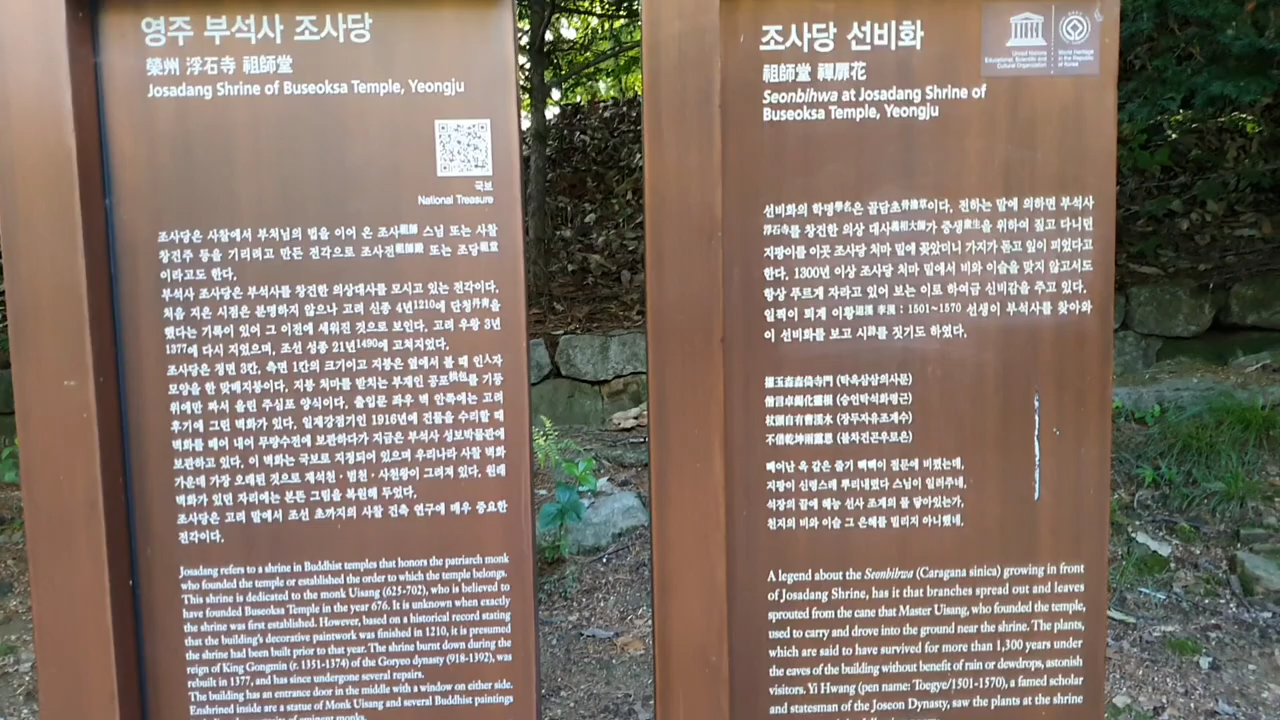 영주 부석사 조사당
榮州 浮石寺 祖師堂
Josadang Shrine of Buseoksa Temple, Yeongju
국보
National Treasure
조사당은 사찰에서 부처님의 법을 이어 온 조사祖師 스님 또는 사찰
창건주 등을 기리려고 만든 전각으로 조사전祖師殿 또는 조당祖堂
이라고도 한다.
부석사 조사당은 부석사를 창건한 의상대사를 모시고 있는 전각이다.
처음 지은 시점은 분명하지 않으나 고려 신종 4년1210에 단청丹靑을
했다는 기록이 있어 그 이전에 세워진 것으로 보인다. 고려 우왕 3년
1377에 다시 지었으며, 조선 성종 21년1490에 고쳐지었다.
조사당은 정면 3칸, 측면 1칸의 크기이고 지붕은 옆에서 볼 때 인人자
모양을 한 맞배지붕이다. 지붕 처마를 받치는 부재인 공포栱包를 기둥
위에만 짜서 올린 주심포 양식이다. 출입문 좌우 벽 안쪽에는 고려
후기에 그린 벽화가 있다. 일제강점기인 1916년에 건물을 수리할 때
벽화를 떼어 내어 무량수전에 보관하다가 지금은 부석사 성보박물관에
보관하고 있다. 이 벽화는 국보로 지정되어 있으며 우리나라 사찰 벽화
가운데 가장 오래된 것으로 제석천·범천·사천왕이 그려져 있다. 원래
벽화가 있던 자리에는 본뜬 그림을 복원해 두었다.
조사당은 고려 말에서 조선 초까지의 사찰 건축 연구에 매우 중요한
전각이다.
Josadang refers to a shrine in Buddhist temples that honors the patriarch monk
who founded the temple or established the order to which the temple belongs.
This shrine is dedicated to the monk Uisang (625-702), who is believed to
have founded Buseoksa Temple in the year 676. It is unknown when exactly
the shrine was first established. However, based on a historical record stating
that the building's decorative paintwork was finished in 1210, it is presumed
the shrine had been built prior to that year. The shrine burnt down during the
reign of King Gongmin (r. 1351-1374) of the Goryeo dynasty (918-1392), was
rebuilt in 1377, and has since undergone several repairs.
The building has an entrance door in the middle with a window on either side.
Enshrined inside are a statue of Monk Uisang and several Buddhist paintings
of eminent monks.
조사당 선비화
祖師堂 禪扉花
Seonbihwa at Josadang Shrine of
Buseoksa Temple, Yeongju
United Nations
Educational, Scientific and
Cultural Organization
World Heritage
in the Republic
of Korea
선비화의 학명學名은 골담초骨擔草이다. 전하는 말에 의하면 부석사
浮石寺를 창건한 의상 대사義相大師가 중생衆生을 위하여 짚고 다니던
지팡이를 이곳 조사당 처마 밑에 꽂았더니 가지가 돋고 잎이 피었다고
한다. 1300년 이상 조사당 처마 밑에서 비와 이슬을 맞지 않고서도
항상 푸르게 자라고 있어 보는 이로 하여금 신비감을 주고 있다.
일찍이 퇴계 이황退溪 李滉 : 1501~1570 선생이 부석사를 찾아와
이 선비화를 보고 시詩를 짓기도 하였다.
擢玉森森倚寺門 (탁옥삼삼의사문)
僧言卓錫化靈根 (승언탁석화령근)
杖頭自有曹溪水 (장두자유조계수)
不借乾坤雨露恩 (불차건곤우로은)
빼어난 옥 같은 줄기 빽빽이 절문에 비꼈는데,
지팡이 신령스레 뿌리내렸다 스님이 일러주네,
석장의 끝에 혜능 선사 조계의 물 닿아있는가,
천지의 비와 이슬 그 은혜를 빌리지 아니했네.
A legend about the Seonbihwa (Caragana sinica) growing in front
of Josadang Shrine, has it that branches spread out and leaves
sprouted from the cane that Master Uisang, who founded the temple,
used to carry and drove into the ground near the shrine. The plants,
which are said to have survived for more than 1,300 years under
the eaves of the building without benefit of rain or dewdrops, astonish
visitors. Yi Hwang (pen name: Toegye/1501-1570), a famed scholar
and statesman of the Joseon Dynasty, saw the plants at the shrine